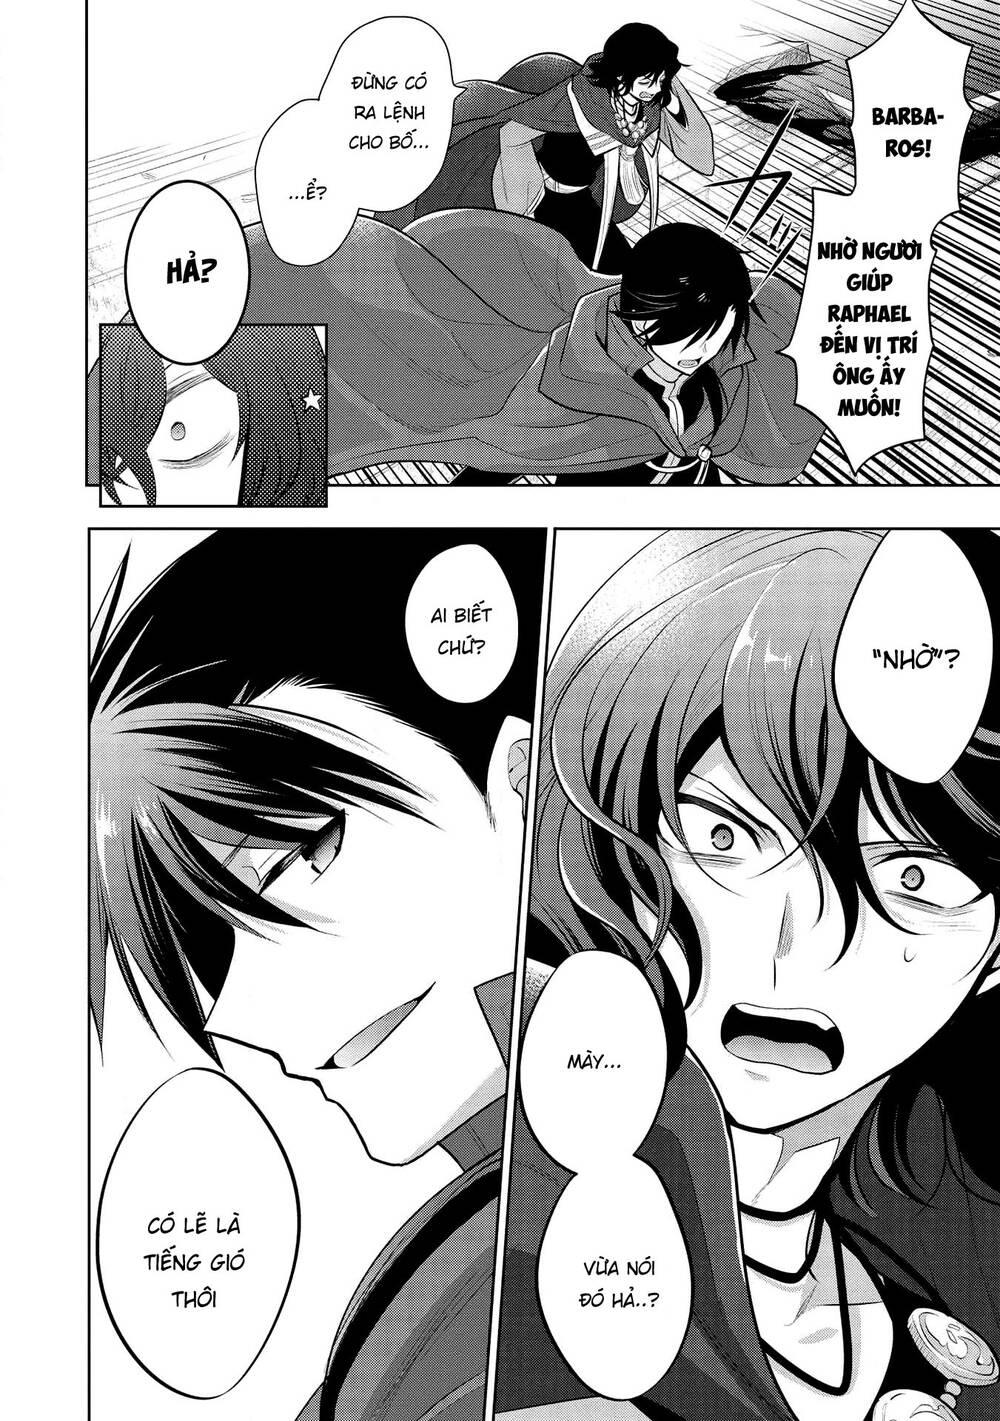 BARBA-
ROS!
NHỜ NGƯƠI
GIÚP
RAPHAEL
ĐẾN VỊ TRÍ
ÔNG ẤY
MUỐN!
ĐỪNG CÓ
RA LỆNH
CHO BỐ...
...Ể?
HẢ?
"NHỜ"?
MÀY...
VỪA NÓI
ĐÓ HẢ..?
AI BIẾT
CHỨ?
CÓ LẼ LÀ
TIẾNG GIÓ
THÔI